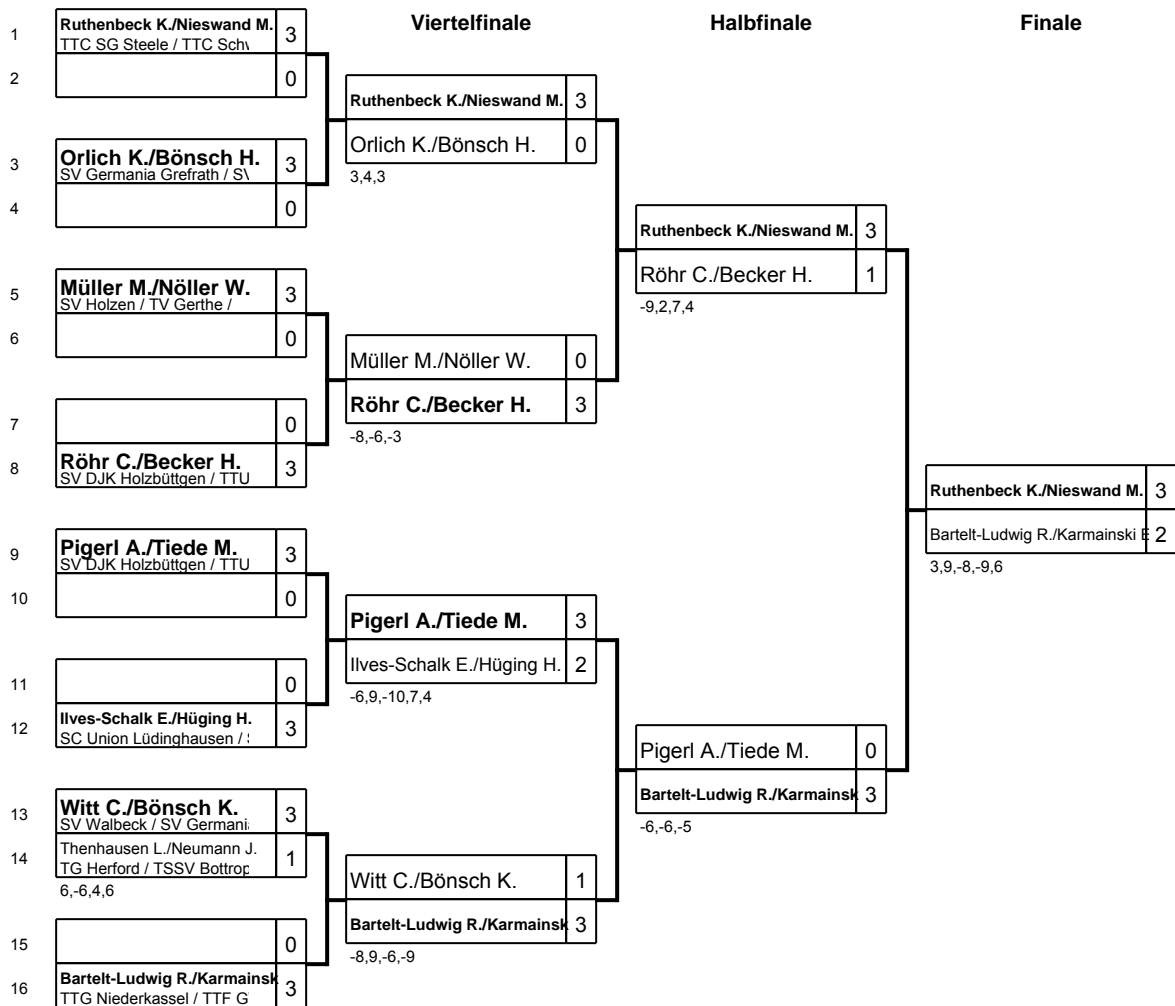 Viertelfinale
Halbfinale
Finale
1
Ruthenbeck K./Nieswand M.
3
TTC SG Steele / TTC Schw
2
0
3
Orlich K./Bönsch H.
3
SV Germania Grefrath / SV
4
0
5
Müller M./Nöller W.
3
SV Holzen / TV Gerthe /
6
0
7
0
8
Röhr C./Becker H.
3
SV DJK Holzbüttgen / TTU
9
Pigerl A./Tiede M.
3
SV DJK Holzbüttgen / TTU
10
0
11
0
12
Ilves-Schalk E./Hüging H.
3
SC Union Lüdinghausen /
13
Witt C./Bönsch K.
3
SV Walbeck / SV Germani
14
Thenhausen L./Neumann J.
1
TG Herford / TSSV Bottrop
6,-6,4,6
15
0
16
Bartelt-Ludwig R./Karmainsk
3
TTG Niederkassel / TTF G
Ruthenbeck K./Nieswand M.
3
Orlich K./Bönsch H.
0
3,4,3
Müller M./Nöller W.
0
Röhr C./Becker H.
3
-8,-6,-3
Pigerl A./Tiede M.
3
Ilves-Schalk E./Hüging H.
2
-6,9,-10,7,4
Witt C./Bönsch K.
1
Bartelt-Ludwig R./Karmainsk
3
-8,9,-6,-9
Ruthenbeck K./Nieswand M.
3
Röhr C./Becker H.
1
-9,2,7,4
Pigerl A./Tiede M.
0
Bartelt-Ludwig R./Karmainsk
3
-6,-6,-5
Ruthenbeck K./Nieswand M.
3
Bartelt-Ludwig R./Karmainski
2
3,9,-8,-9,6